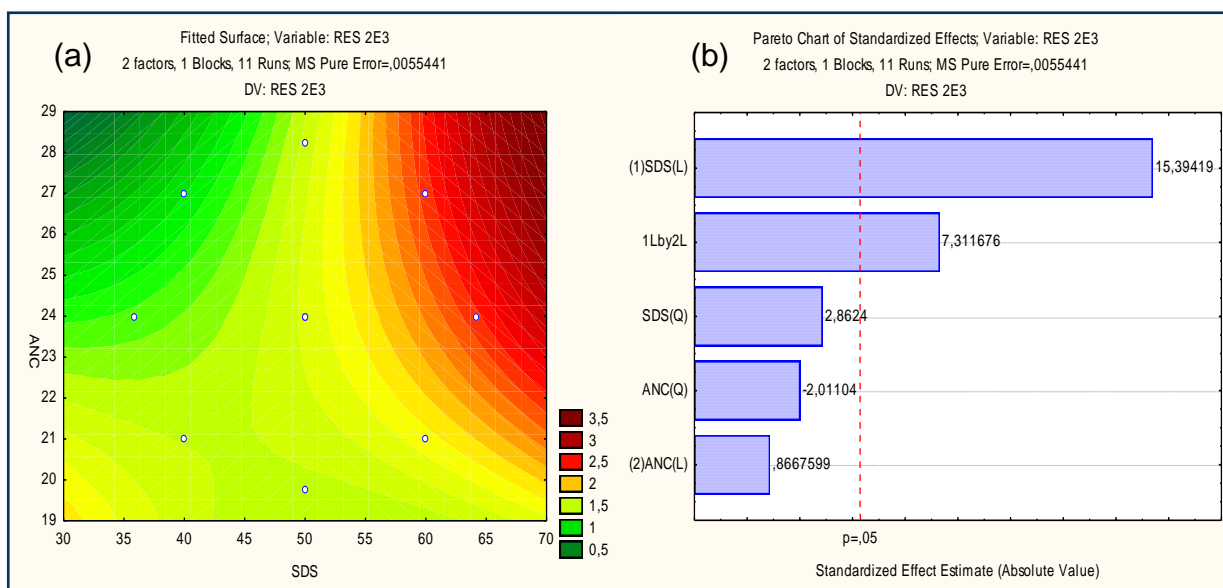 (a)
Fitted Surface; Variable: RES 2E3
2 factors, 1 Blocks, 11 Runs; MS Pure Error=,0055441
DV: RES 2E3
29
28
27
26
25
24
23
22
21
20
19
ANC
30
35
40
45
50
55
60
65
70
SDS
3,5
3
2,5
2
1,5
1
0,5
(b)
Pareto Chart of Standardized Effects; Variable: RES 2E3
2 factors, 1 Blocks, 11 Runs; MS Pure Error=,0055441
DV: RES 2E3
(1)SDS(L)
15,39419
1Lby2L
7,311676
SDS(Q)
2,8624
ANC(Q)
-2,01104
(2)ANC(L)
,8667599
p=,05
Standardized Effect Estimate (Absolute Value)